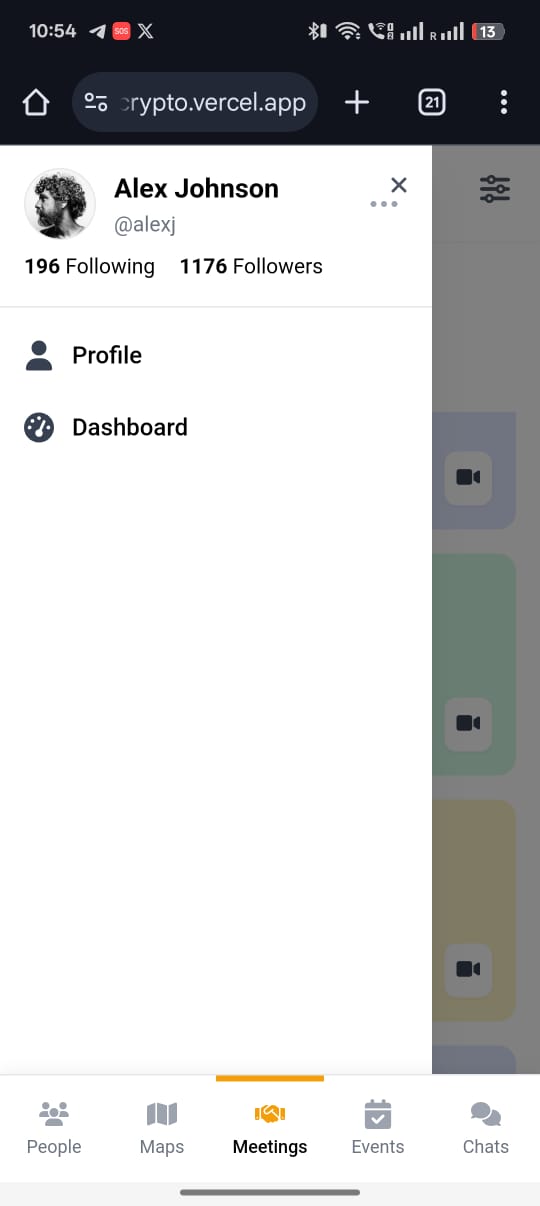 10:54 SOS R 13
crypto.vercel.app 21
Alex Johnson
@alexj
196 Following 1176 Followers
Profile
Dashboard
People Maps Meetings Events Chats